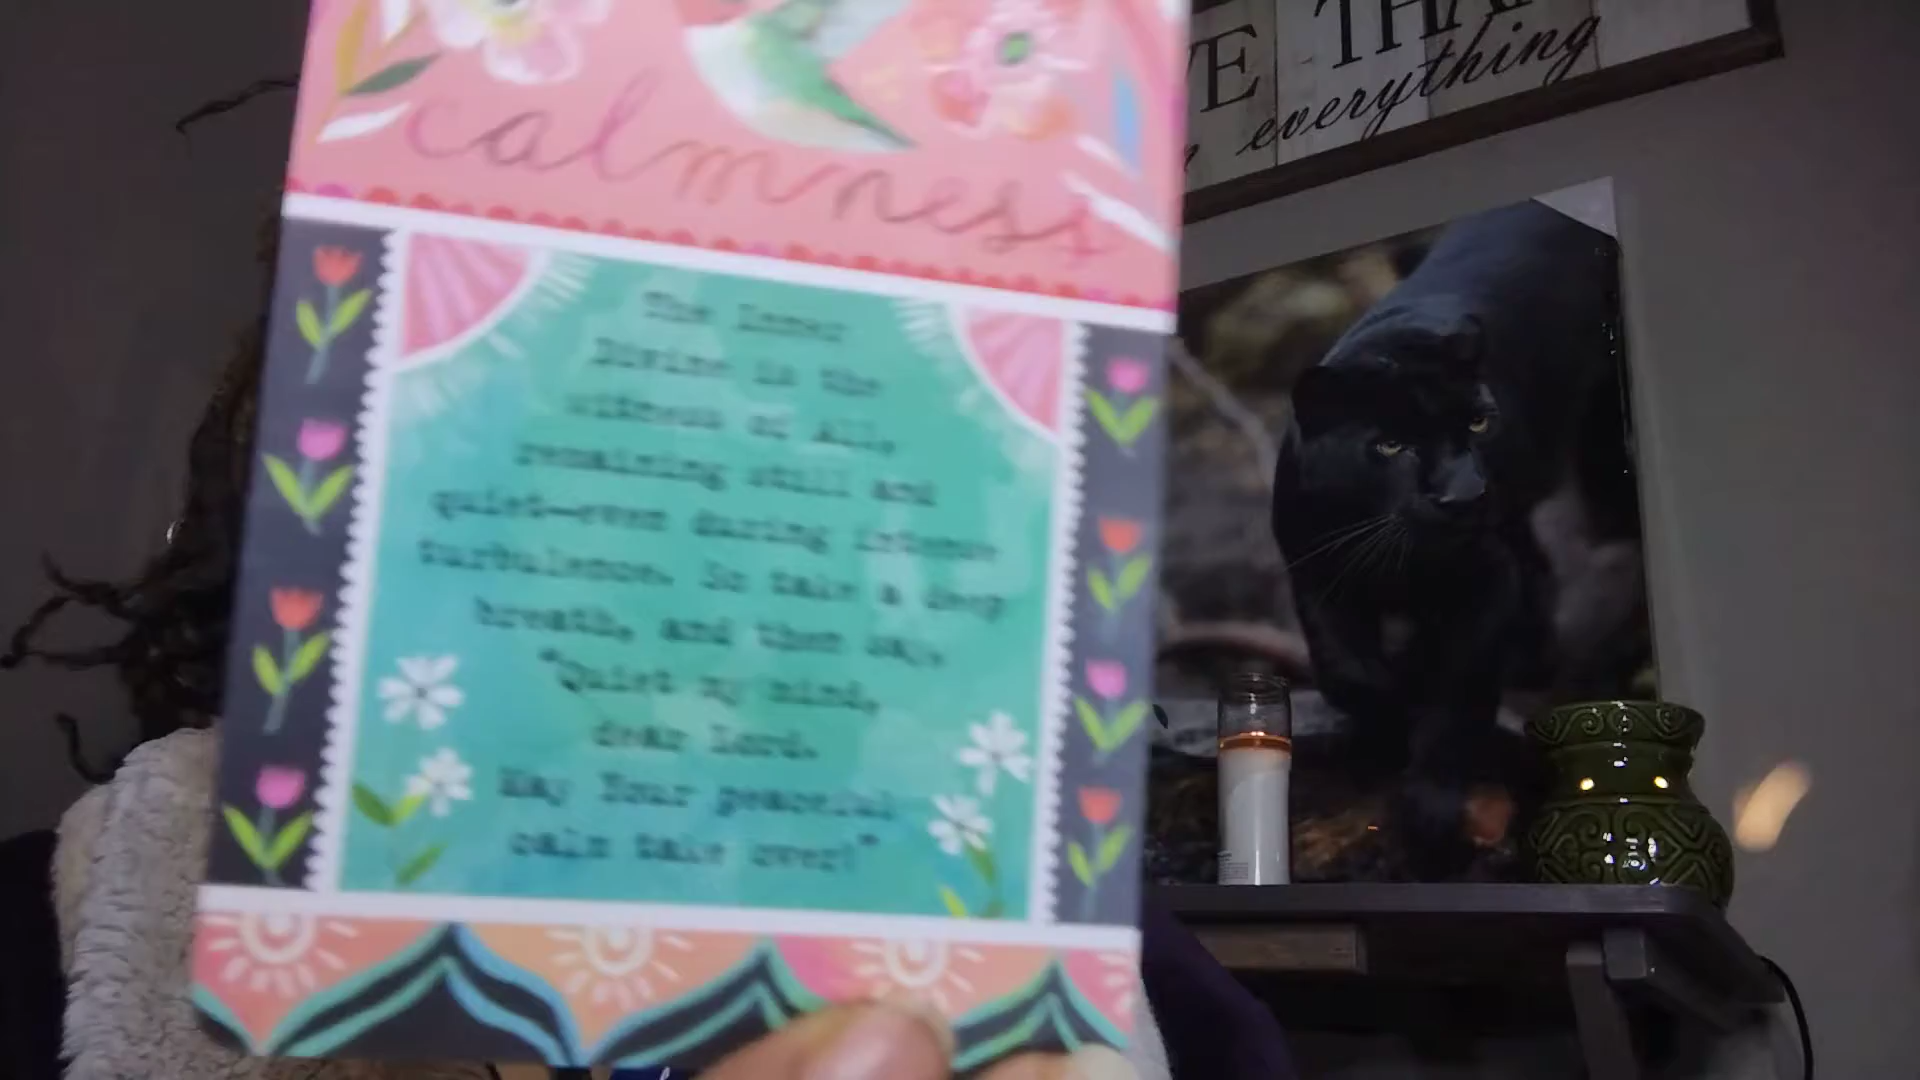 calmness
The Inner
Divine is the
witness of All,
remaining still and
quiet—even during intense
turbulence. So take a deep
breath, and then say,
"Quiet my mind,
dear Lord.
May Your peaceful
calm take over!"
everything